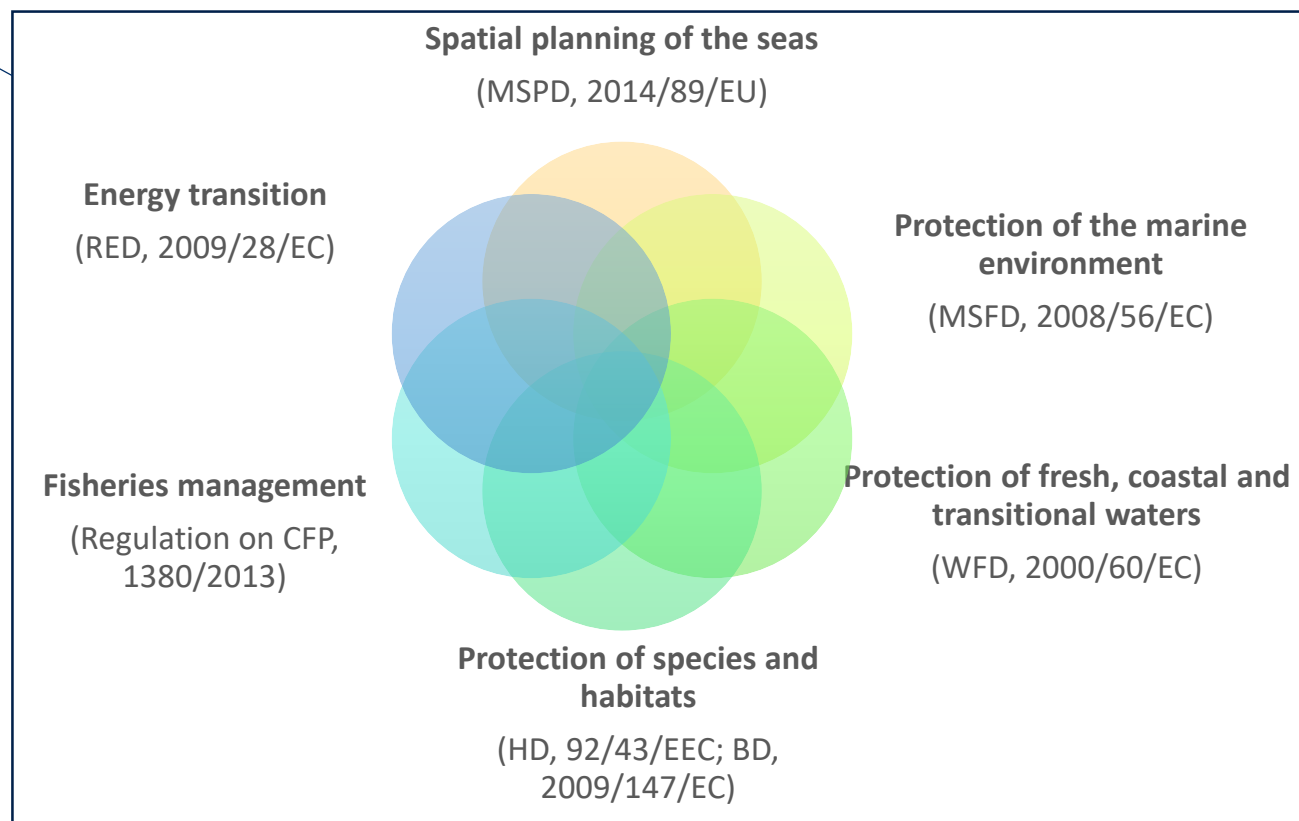 Spatial planning of the seas
(MSPD, 2014/89/EU)
Energy transition
(RED, 2009/28/EC)
Protection of the marine
environment
(MSFD, 2008/56/EC)
Fisheries management
(Regulation on CFP,
1380/2013)
Protection of fresh, coastal and
transitional waters
(WFD, 2000/60/EC)
Protection of species and
habitats
(HD, 92/43/EEC; BD,
2009/147/EC)